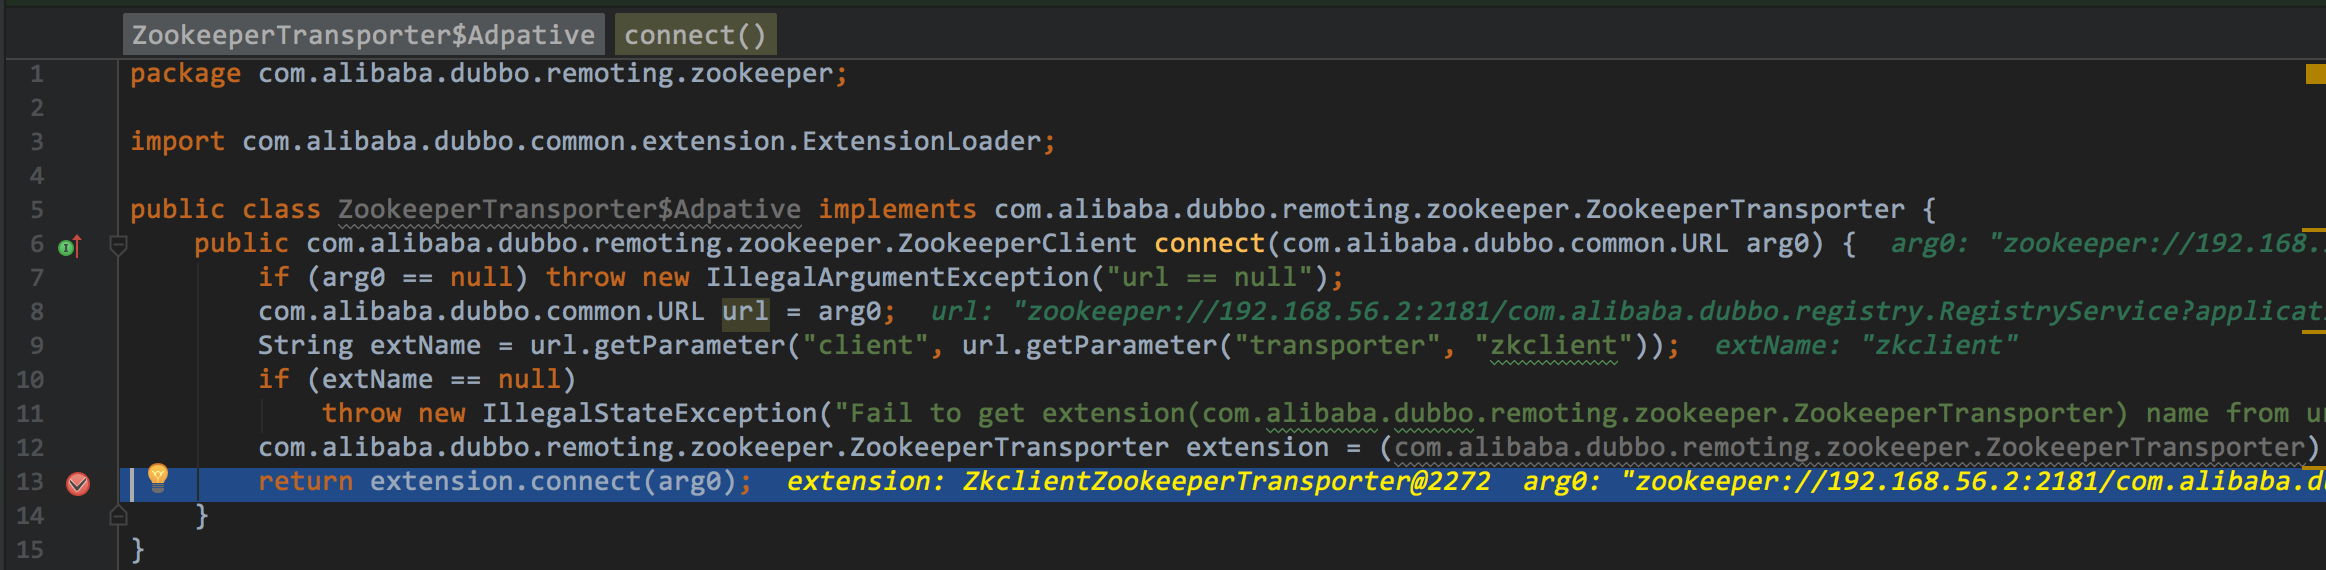 ZookeeperTransporter$Adpative connect()
1 package com.alibaba.dubbo.remoting.zookeeper;
2
3 import com.alibaba.dubbo.common.extension.ExtensionLoader;
4
5 public class ZookeeperTransporter$Adpative implements com.alibaba.dubbo.remoting.zookeeper.ZookeeperTransporter {
6 public com.alibaba.dubbo.remoting.zookeeper.ZookeeperClient connect(com.alibaba.dubbo.common.URL arg0) { arg0: "zookeeper://192.168.
7 if (arg0 == null) throw new IllegalArgumentException("url == null");
8 com.alibaba.dubbo.common.URL url = arg0; url: "zookeeper://192.168.56.2:2181/com.alibaba.dubbo.registry.RegistryService?applicati
9 String extName = url.getParameter("client", url.getParameter("transporter", "zkclient")); extName: "zkclient"
10 if (extName == null)
11 throw new IllegalStateException("Fail to get extension(com.alibaba.dubbo.remoting.zookeeper.ZookeeperTransporter) name from u
12 com.alibaba.dubbo.remoting.zookeeper.ZookeeperTransporter extension = (com.alibaba.dubbo.remoting.zookeeper.ZookeeperTransporter)
13 return extension.connect(arg0); extension: ZkclientZookeeperTransporter@2272 arg0: "zookeeper://192.168.56.2:2181/com.alibaba.d
14 }
15 }